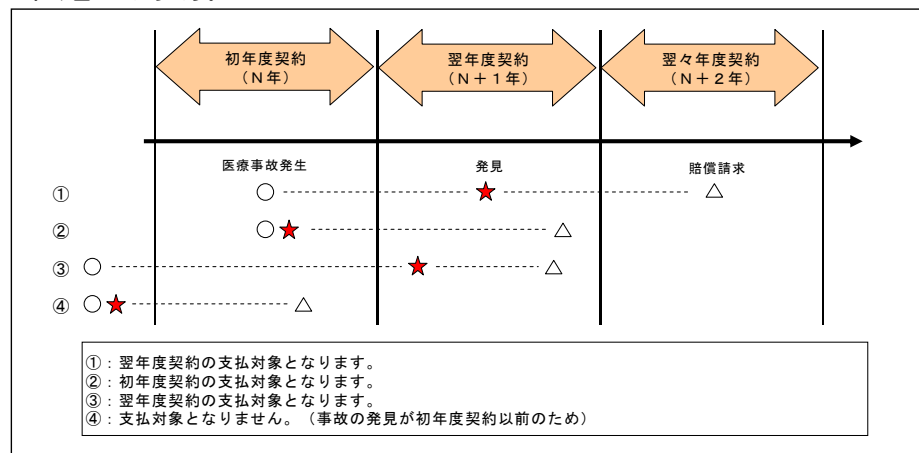 初年度契約
(N年)
翌年度契約
(N+1年)
翌々年度契約
(N+2年)
医療事故発生
発見
賠償請求
①
②
③
④
①:翌年度契約の支払対象となります。
②:初年度契約の支払対象となります。
③:翌年度契約の支払対象となります。
④:支払対象となりません。(事故の発見が初年度契約以前のため)